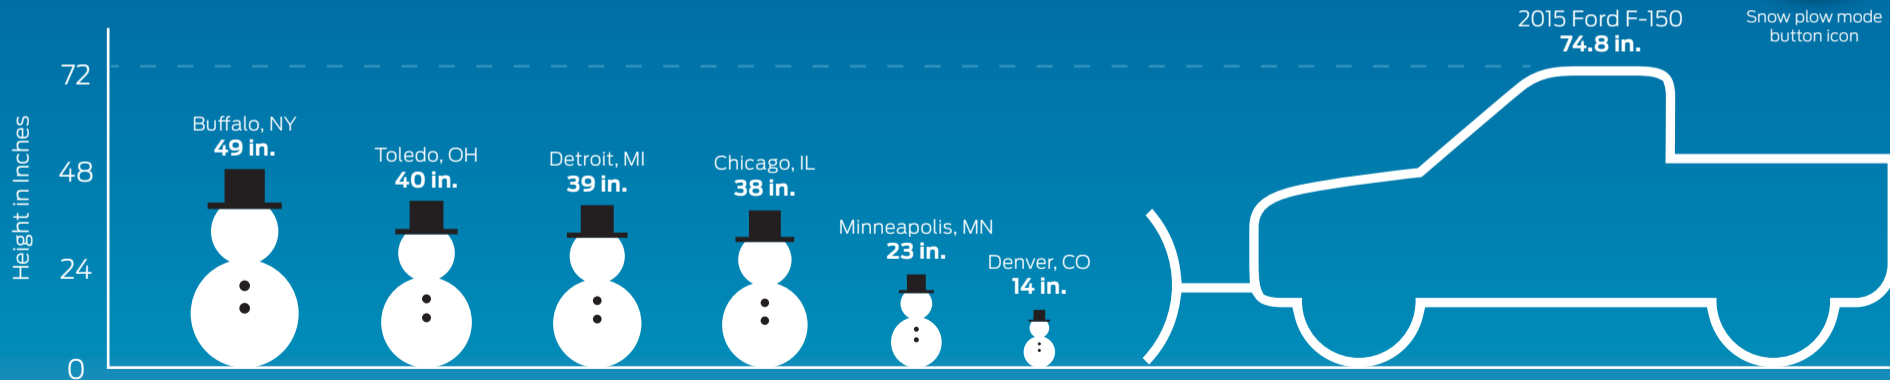 2015 Ford F-150
74.8 in.
Snow plow mode
button icon
Height in Inches
72
48
24
0
Buffalo, NY
49 in.
Toledo, OH
40 in.
Detroit, MI
39 in.
Chicago, IL
38 in.
Minneapolis, MN
23 in.
Denver, CO
14 in.